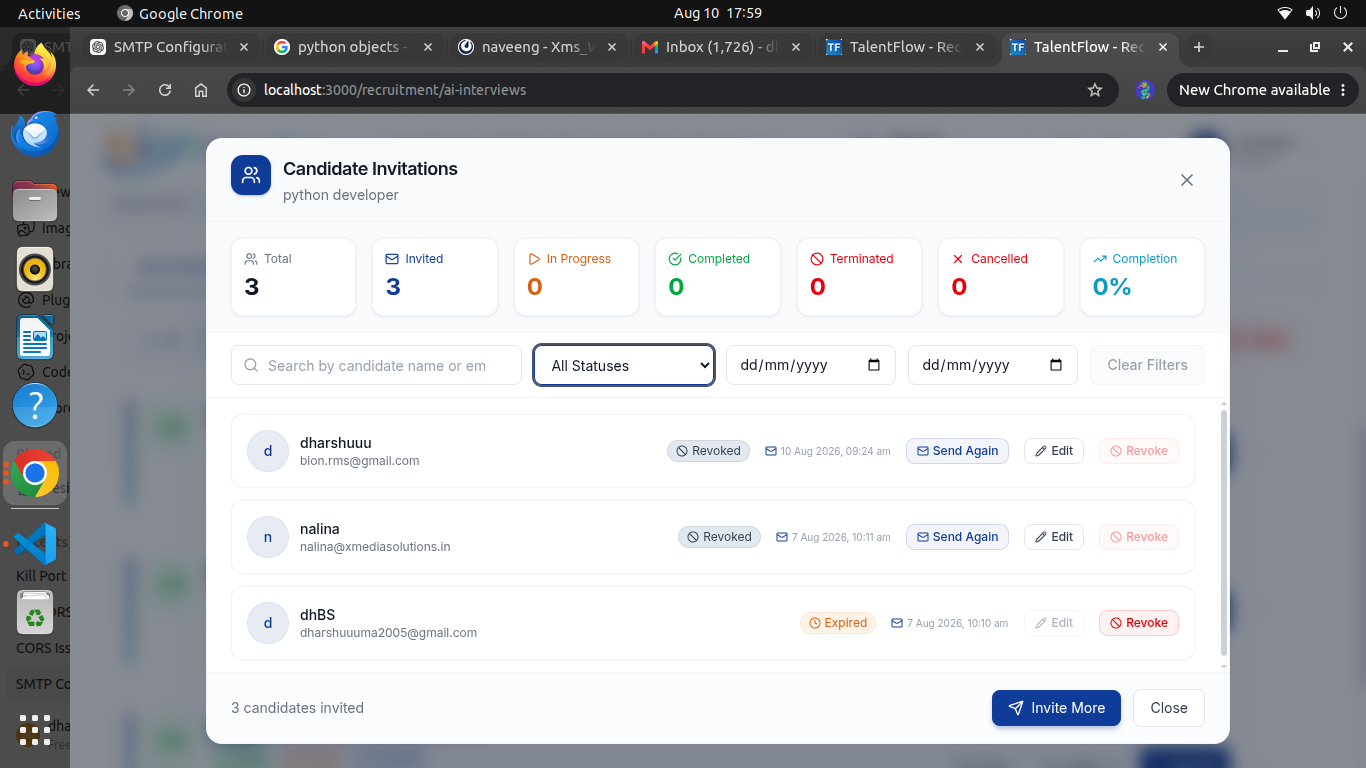 Activities
Google Chrome
Aug 10 17:59
SMTP Configurat
python objects -
naveeng - Xms_
Inbox (1,726) - d
TalentFlow - Rec
TalentFlow - Rec
localhost:3000/recruitment/ai-interviews
New Chrome available
Candidate Invitations
python developer
Total
3
Invited
3
In Progress
0
Completed
0
Terminated
0
Cancelled
0
Completion
0%
Search by candidate name or em
All Statuses
dd/mm/yyyy
dd/mm/yyyy
Clear Filters
d
dharshuuu
bion.rms@gmail.com
Revoked
10 Aug 2026, 09:24 am
Send Again
Edit
Revoke
n
nalina
nalina@xmediasolutions.in
Revoked
7 Aug 2026, 10:11 am
Send Again
Edit
Revoke
d
dhBS
dharshuuuma2005@gmail.com
Expired
7 Aug 2026, 10:10 am
Edit
Revoke
3 candidates invited
Invite More
Close
Imag
Plug
Code
Kill Port
CORS Iss
SMTP Co
dha
Free